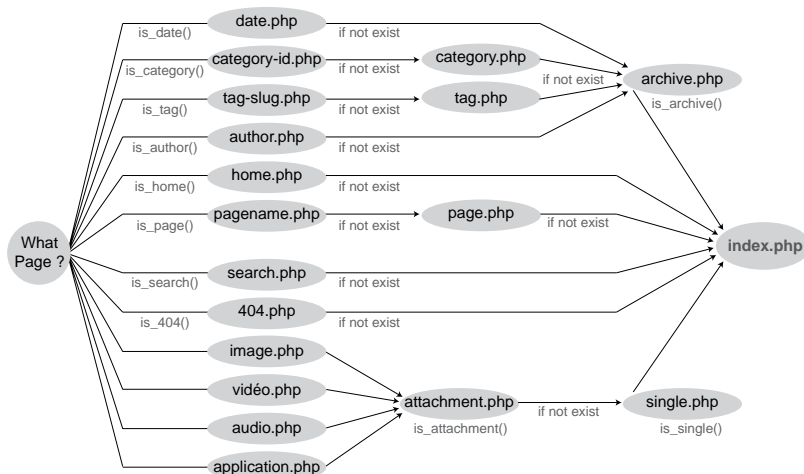 date.php
is_date()
if not exist
category-id.php
category.php
is_category()
if not exist
if not exist
archive.php
tag-slug.php
tag.php
is_archive()
is_tag()
if not exist
author.php
is_author()
if not exist
home.php
is_home()
if not exist
pagename.php
page.php
is_page()
if not exist
if not exist
What
Page ?
index.php
search.php
is_search()
if not exist
404.php
is_404()
if not exist
image.php
vidéo.php
attachment.php
single.php
if not exist
is_attachment()
is_single()
audio.php
application.php